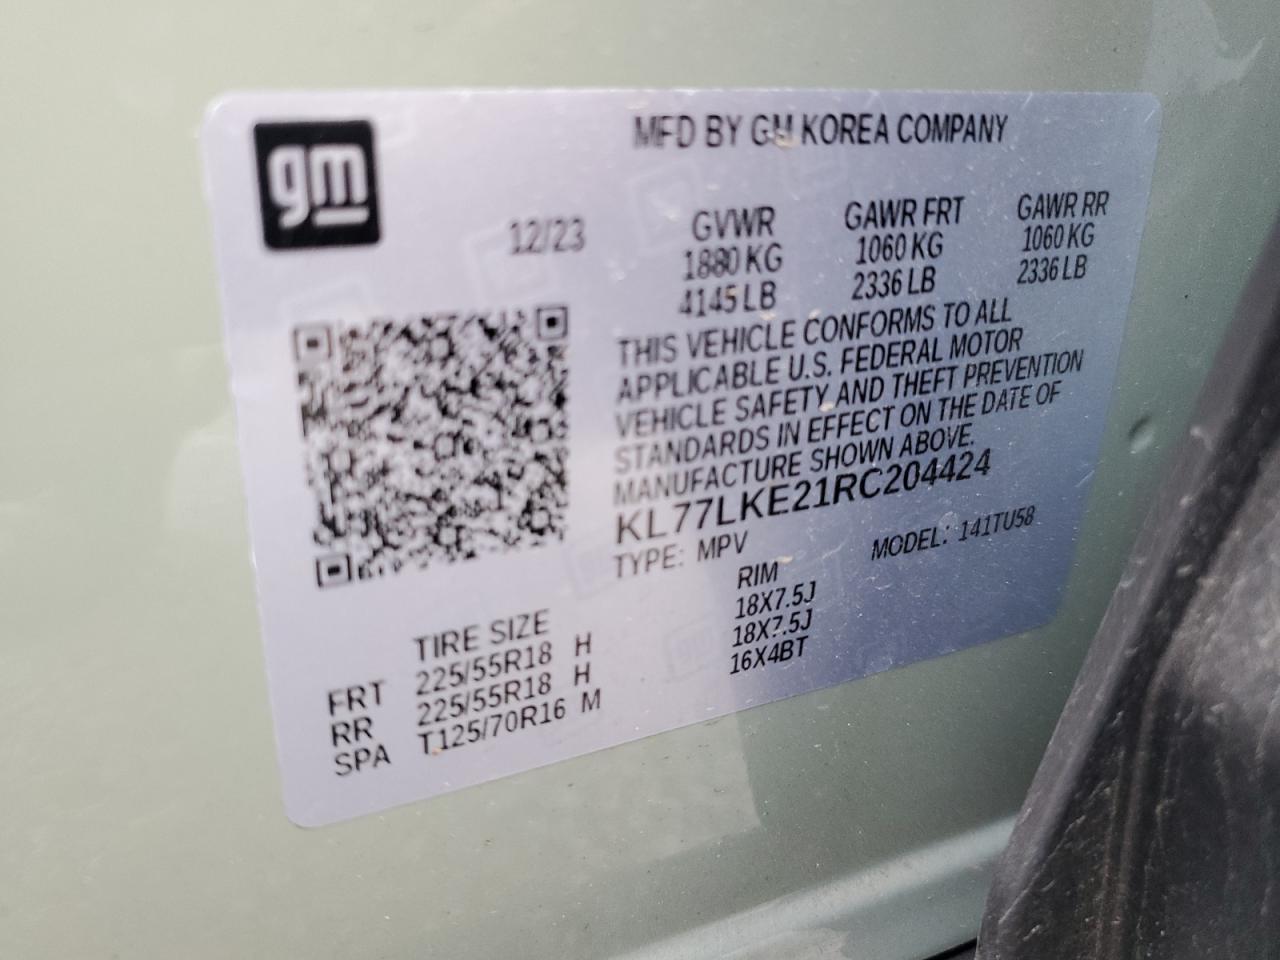 gm
MFD BY GM KOREA COMPANY
12/23
GVWR GAWR FRT GAWR RR
1880 KG 1060 KG 1060 KG
4145 LB 2336 LB 2336 LB
THIS VEHICLE CONFORMS TO ALL
APPLICABLE U.S. FEDERAL MOTOR
VEHICLE SAFETY AND THEFT PREVENTION
STANDARDS IN EFFECT ON THE DATE OF
MANUFACTURE SHOWN ABOVE.
KL77LKE21RC204424
TYPE: MPV MODEL: 141TU58
TIRE SIZE RIM
FRT 225/55R18 H 18X7.5J
RR 225/55R18 H 18X7.5J
SPA T125/70R16 M 16X4BT